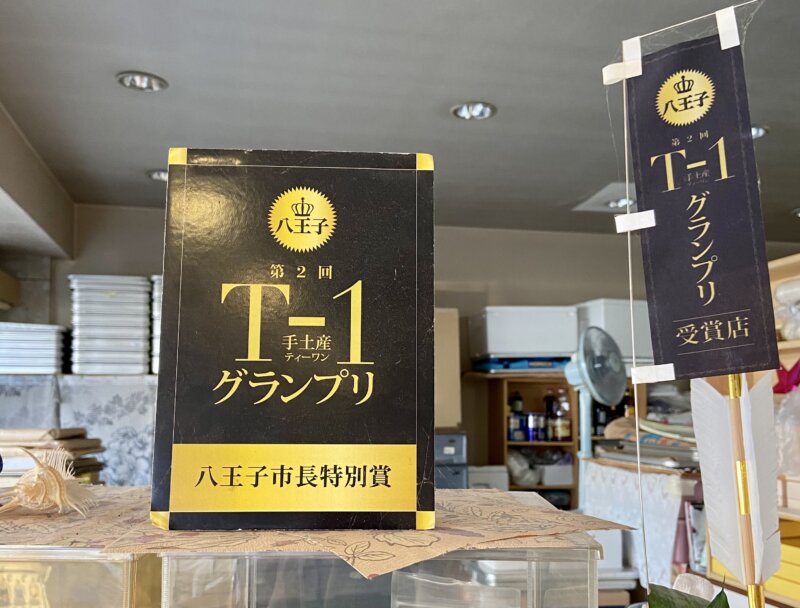 八王子
第2回
T-1
手土産
ティーワン
グランプリ
八王子市長特別賞
八王子
第2回
T-1
手土産
グランプリ
受賞店